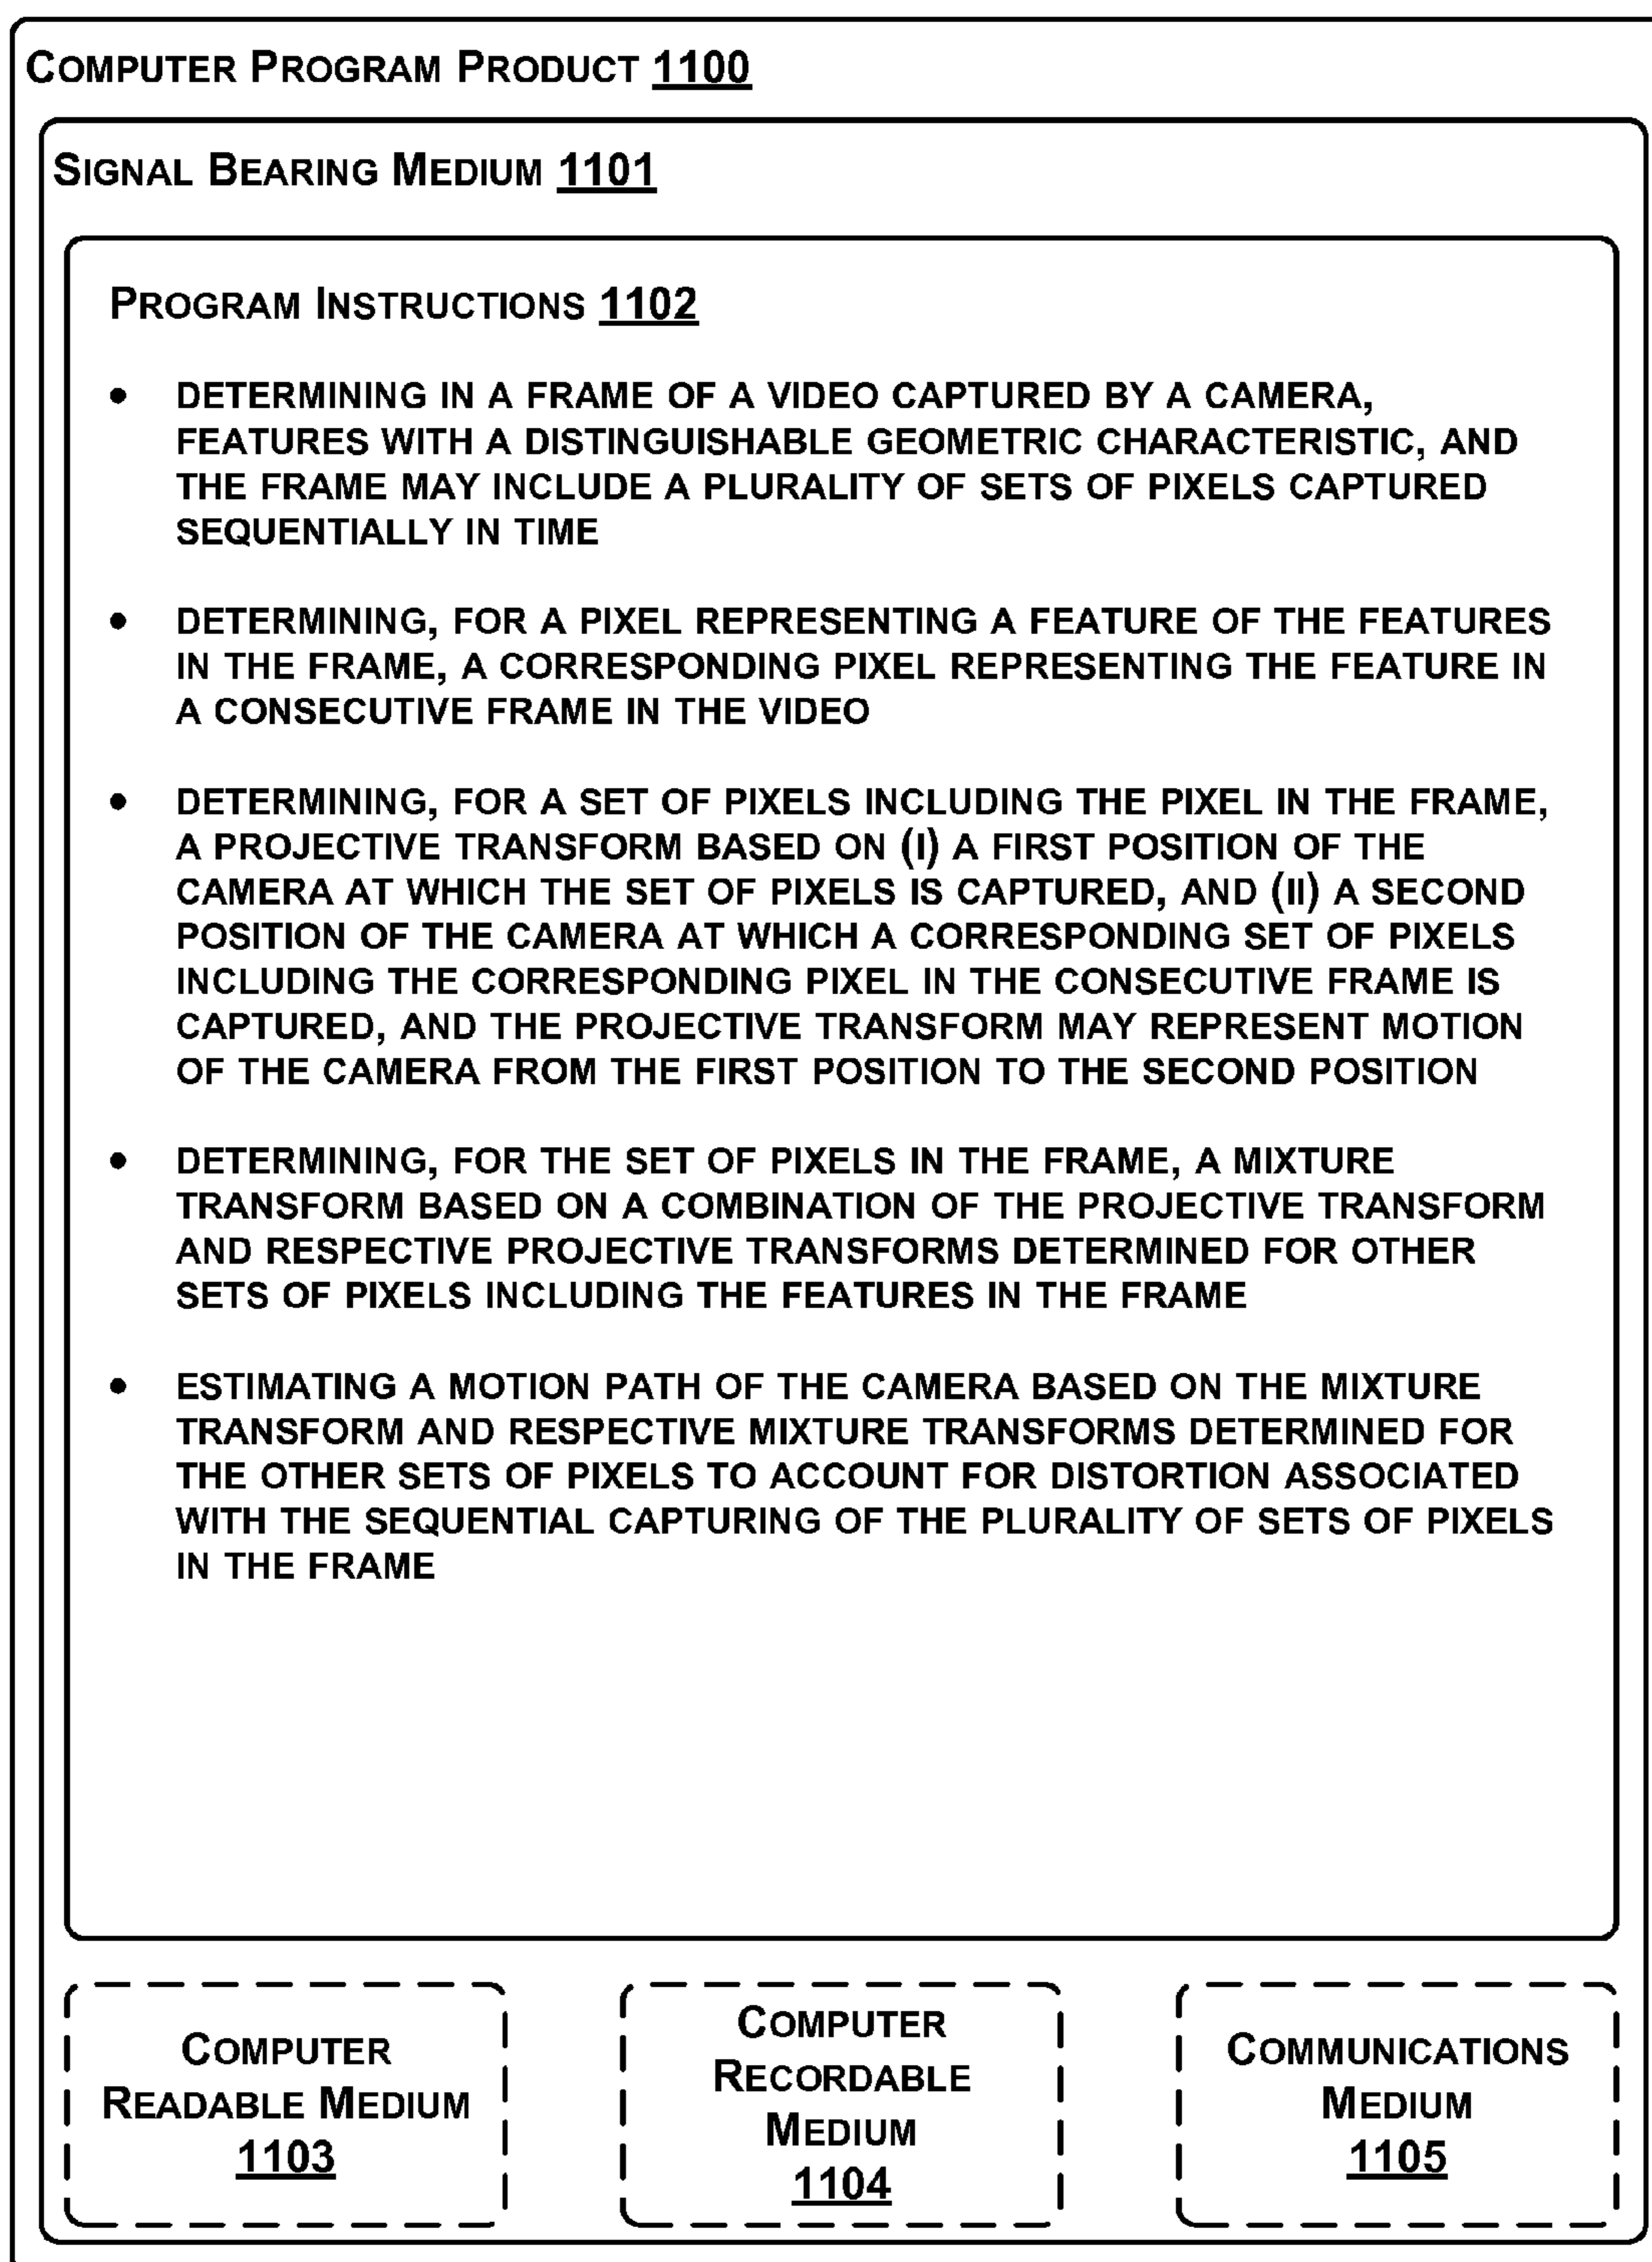 COMPUTER PROGRAM PRODUCT 1100
SIGNAL BEARING MEDIUM 1101
PROGRAM INSTRUCTIONS 1102
• DETERMINING IN A FRAME OF A VIDEO CAPTURED BY A CAMERA,
FEATURES WITH A DISTINGUISHABLE GEOMETRIC CHARACTERISTIC, AND
THE FRAME MAY INCLUDE A PLURALITY OF SETS OF PIXELS CAPTURED
SEQUENTIALLY IN TIME
• DETERMINING, FOR A PIXEL REPRESENTING A FEATURE OF THE FEATURES
IN THE FRAME, A CORRESPONDING PIXEL REPRESENTING THE FEATURE IN
A CONSECUTIVE FRAME IN THE VIDEO
• DETERMINING, FOR A SET OF PIXELS INCLUDING THE PIXEL IN THE FRAME,
A PROJECTIVE TRANSFORM BASED ON (I) A FIRST POSITION OF THE
CAMERA AT WHICH THE SET OF PIXELS IS CAPTURED, AND (II) A SECOND
POSITION OF THE CAMERA AT WHICH A CORRESPONDING SET OF PIXELS
INCLUDING THE CORRESPONDING PIXEL IN THE CONSECUTIVE FRAME IS
CAPTURED, AND THE PROJECTIVE TRANSFORM MAY REPRESENT MOTION
OF THE CAMERA FROM THE FIRST POSITION TO THE SECOND POSITION
• DETERMINING, FOR THE SET OF PIXELS IN THE FRAME, A MIXTURE
TRANSFORM BASED ON A COMBINATION OF THE PROJECTIVE TRANSFORM
AND RESPECTIVE PROJECTIVE TRANSFORMS DETERMINED FOR OTHER
SETS OF PIXELS INCLUDING THE FEATURES IN THE FRAME
• ESTIMATING A MOTION PATH OF THE CAMERA BASED ON THE MIXTURE
TRANSFORM AND RESPECTIVE MIXTURE TRANSFORMS DETERMINED FOR
THE OTHER SETS OF PIXELS TO ACCOUNT FOR DISTORTION ASSOCIATED
WITH THE SEQUENTIAL CAPTURING OF THE PLURALITY OF SETS OF PIXELS
IN THE FRAME
COMPUTER
READABLE MEDIUM
1103
COMPUTER
RECORDABLE
MEDIUM
1104
COMMUNICATIONS
MEDIUM
1105